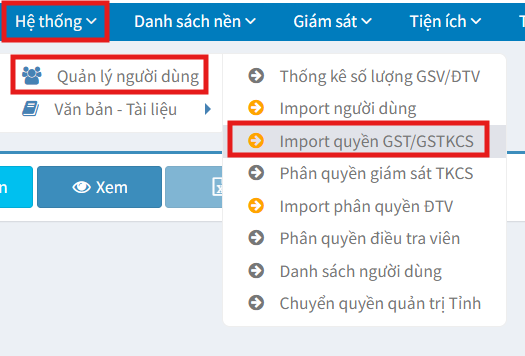 Hệ thống Danh sách nền Giám sát Tiện ích
Quản lý người dùng
Văn bản - Tài liệu
Thống kê số lượng GSV/ĐTV
Import người dùng
Import quyền GST/GSTKCS
Phân quyền giám sát TKCS
Import phân quyền ĐTV
Phân quyền điều tra viên
Danh sách người dùng
Chuyển quyền quản trị Tỉnh
Xem